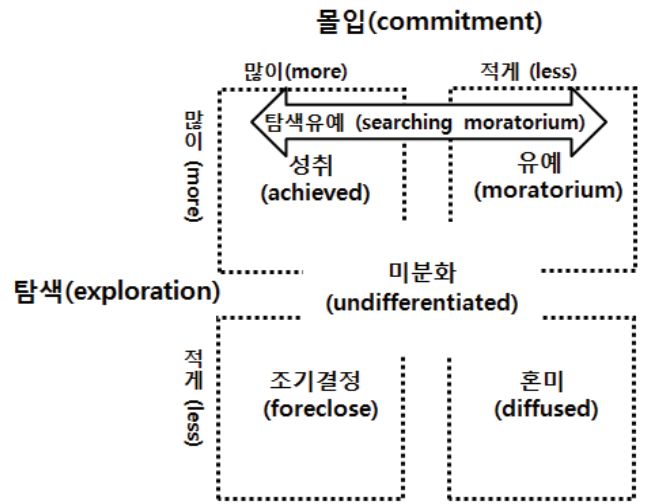 몰입(commitment)
많이(more)
적게 (less)
많이 (more)
탐색유예 (searching moratorium)
성취
(achieved)
유예
(moratorium)
탐색(exploration)
미분화
(undifferentiated)
적게 (less)
조기결정
(foreclose)
혼미
(diffused)